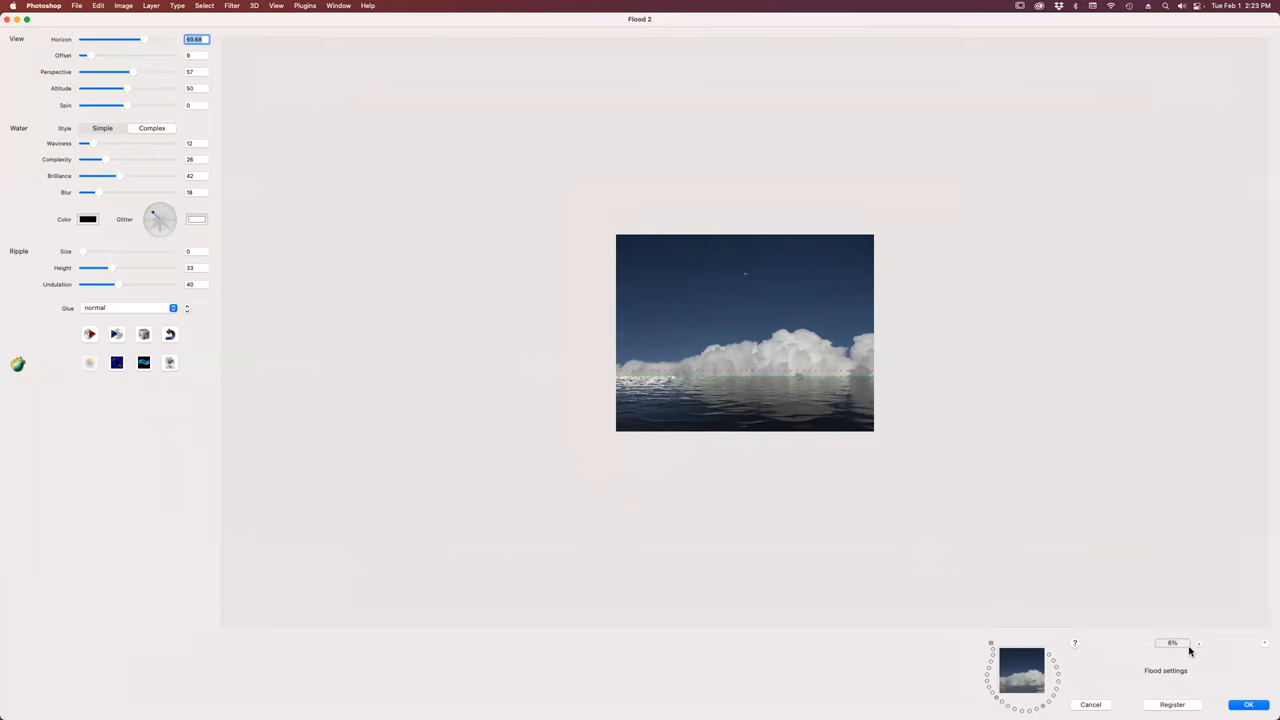 Photoshop File Edit Image Layer Type Select Filter 3D View Plugins Window Help Tue Feb 1 2:23 PM
Flood 2
View Horizon 69.68
Offset 9
Perspective 57
Altitude 50
Spin 0
Water Style Simple Complex
Waviness 12
Complexity 26
Brilliance 42
Blur 18
Color Glitter
Ripple Size 0
Height 33
Undulation 40
Glue normal
? 6%
Flood settings
Cancel Register OK